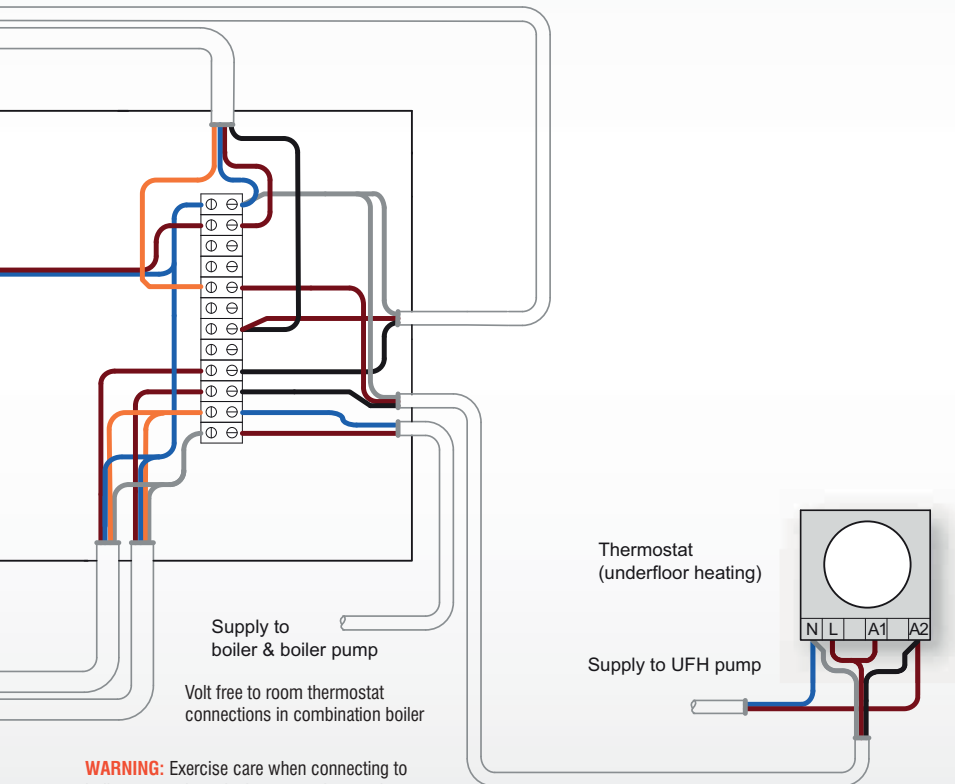 Thermostat
(underfloor heating)
N L A1 A2
Supply to
boiler & boiler pump
Supply to UFH pump
Volt free to room thermostat
connections in combination boiler
WARNING: Exercise care when connecting to